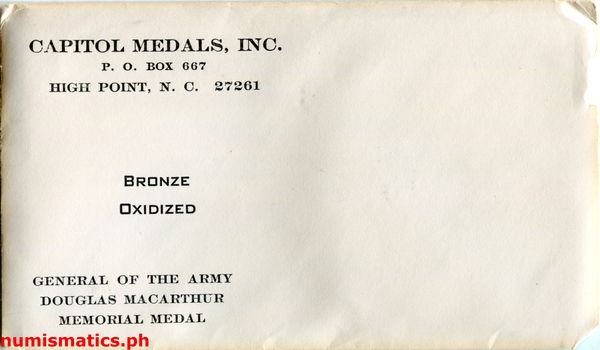 CAPITOL MEDALS, INC.
P. O. BOX 667
HIGH POINT, N. C. 27261
BRONZE
OXIDIZED
GENERAL OF THE ARMY
DOUGLAS MACARTHUR
MEMORIAL MEDAL
numismatics.ph